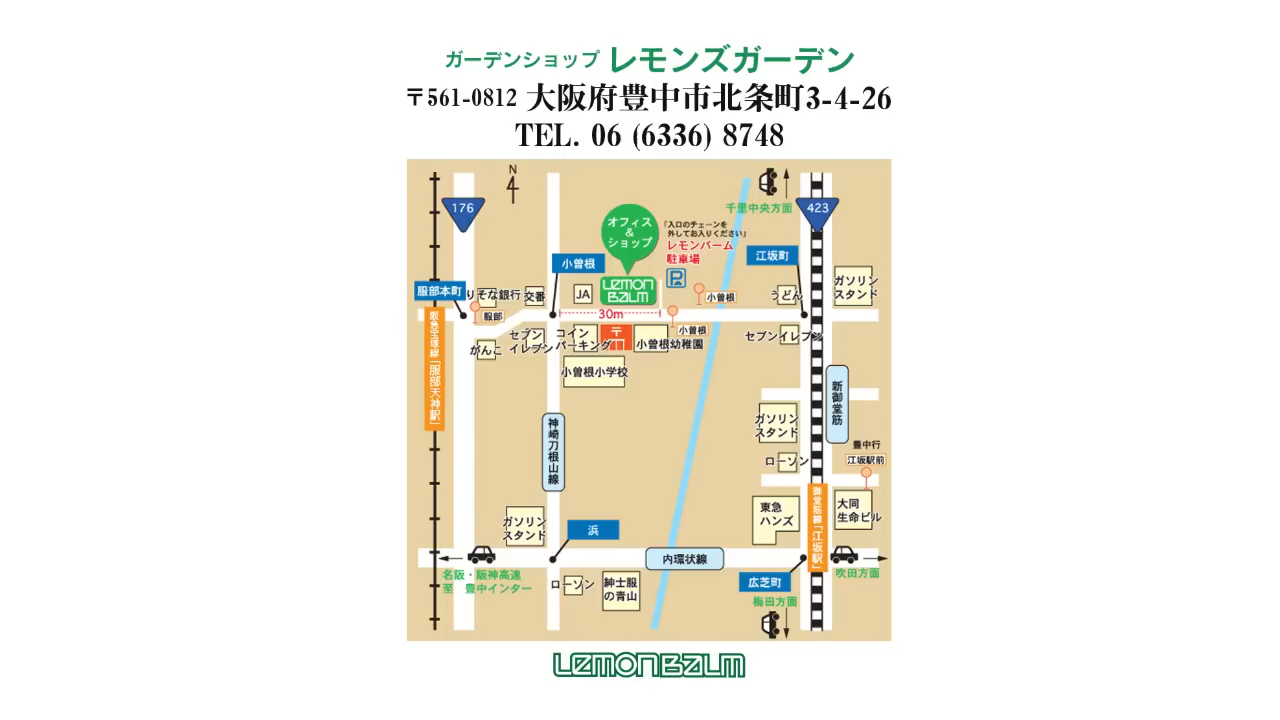 ガーデンショップ レモンズガーデン
〒561-0812 大阪府豊中市北条町3-4-26
TEL. 06 (6336) 8748
N
176
423
千里中央方面
オフィス
&
ショップ
「入口のチェーンを
外してお入りください」
レモンバーム
駐車場
P
小曽根
江坂町
服部本町
りそな銀行
交番
JA
LEMON
BALM
小曽根
うどん
ガソリン
スタンド
服部
30m
小曽根
がんこ
セブン
イレブン
コイン
パーキング
〒
小曽根幼稚園
セブンイレブン
小曽根小学校
阪急宝塚線「服部天神駅」
新御堂筋
神崎刀根山線
ガソリン
スタンド
ローソン
豊中行
江坂駅前
東急
ハンズ
御堂筋線「江坂駅」
大同
生命ビル
ガソリン
スタンド
浜
内環状線
名阪・阪神高速
至 豊中インター
ローソン
紳士服
の青山
広芝町
吹田方面
梅田方面
LEMONBALM